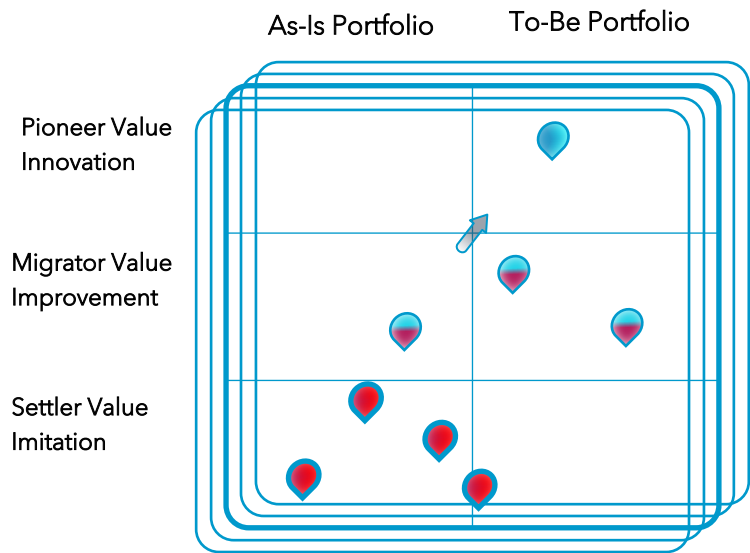 As-Is Portfolio
To-Be Portfolio
Pioneer Value
Innovation
Migrator Value
Improvement
Settler Value
Imitation